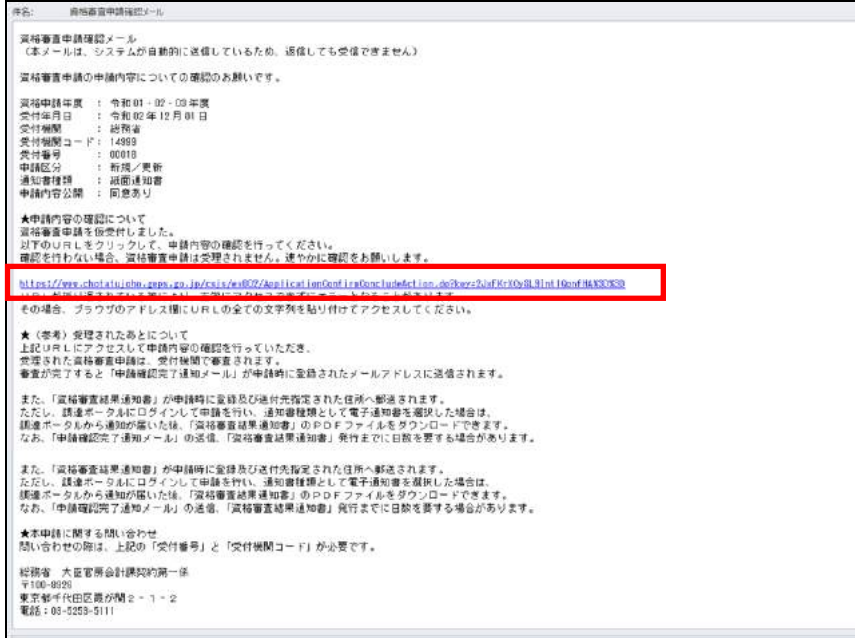 件名: 資格審査申請確認メール
資格審査申請確認メール
（本メールは、システムが自動的に送信しているため、返信しても受信できません）
資格審査申請の申請内容についての確認のお願いです。
資格申請年度 ： 令和01・02・03年度
受付年月日 ： 令和02年12月01日
受付機関 ： 総務省
受付機関コード： 14999
受付番号 ： 00018
申請区分 ： 新規／更新
通知書種類 ： 紙面通知書
申請内容公開 ： 同意あり
★申請内容の確認について
資格審査申請を仮受付しました。
以下のＵＲＬをクリックして、申請内容の確認を行ってください。
確認を行わない場合、資格審査申請は受理されません。速やかに確認をお願いします。
その場合、ブラウザのアドレス欄にＵＲＬの全ての文字列を貼り付けてアクセスしてください。
★（参考）受理されたあとについて
上記ＵＲＬにアクセスして申請内容の確認を行っていただき、
受理された資格審査申請は、受付機関で審査されます。
審査が完了すると「申請確認完了通知メール」が申請時に登録されたメールアドレスに送信されます。
また、「資格審査結果通知書」が申請時に登録及び送付先指定された住所へ郵送されます。
ただし、調達ポータルにログインして申請を行い、通知書種類として電子通知書を選択した場合は、
調達ポータルから通知が届いた後、「資格審査結果通知書」のＰＤＦファイルをダウンロードできます。
なお、「申請確認完了通知メール」の送信、「資格審査結果通知書」発行までに日数を要する場合があります。
また、「資格審査結果通知書」が申請時に登録及び送付先指定された住所へ郵送されます。
ただし、調達ポータルにログインして申請を行い、通知書種類として電子通知書を選択した場合は、
調達ポータルから通知が届いた後、「資格審査結果通知書」のＰＤＦファイルをダウンロードできます。
なお、「申請確認完了通知メール」の送信、「資格審査結果通知書」発行までに日数を要する場合があります。
★本申請に関する問い合わせ
問い合わせの際は、上記の「受付番号」と「受付機関コード」が必要です。
総務省 大臣官房会計課契約第一係
〒100-8926
東京都千代田区霞が関２－１－２
電話：03-5253-5111